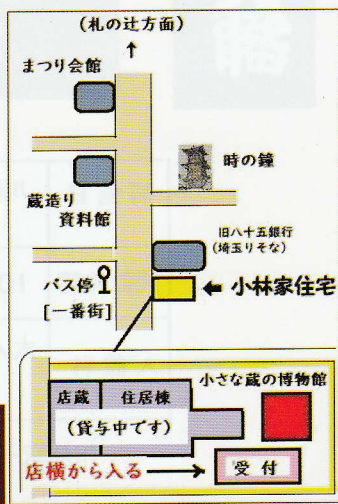 (札の辻方面)
↑
まつり会館
時の鐘
蔵造り
資料館
旧八十五銀行
(埼玉りそな)
バス停
[一番街]
← 小林家住宅
店蔵 住居棟
小さな蔵の博物館
(貸与中です)
店横から入る → 受付